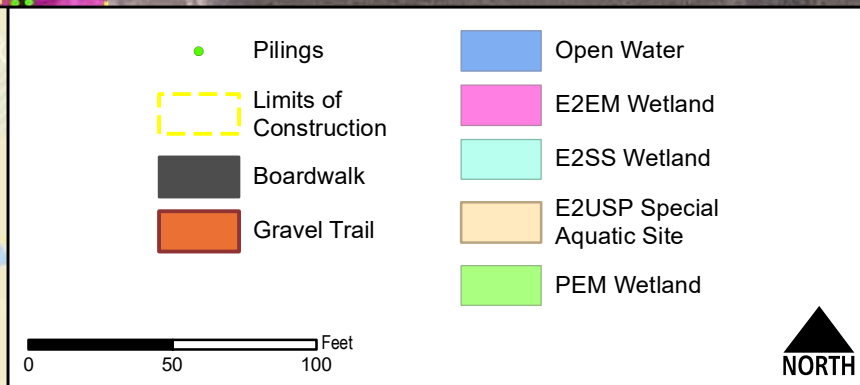 Pilings
Limits of
Construction
Boardwalk
Gravel Trail
Open Water
E2EM Wetland
E2SS Wetland
E2USP Special
Aquatic Site
PEM Wetland
Feet
0 50 100
NORTH